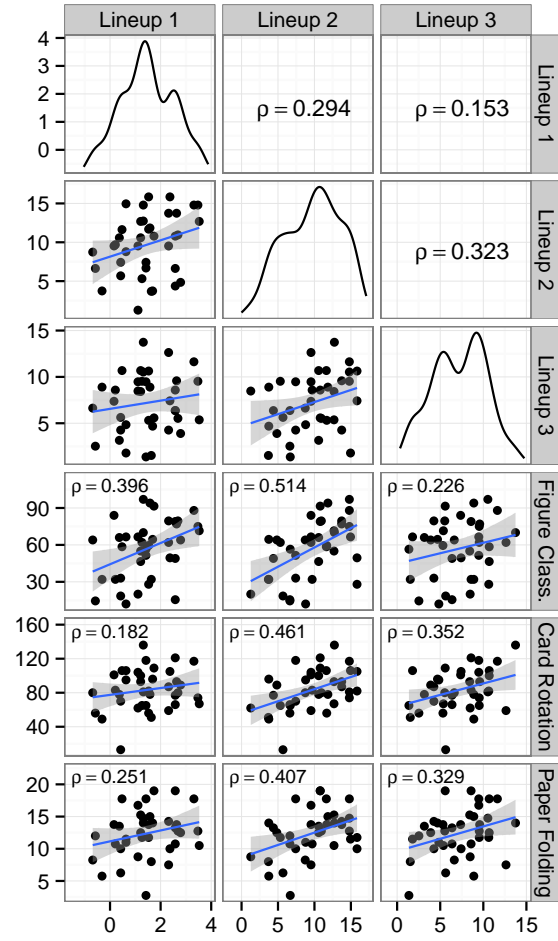 Lineup 1 Lineup 2 Lineup 3
4
3
2
1
0
ρ = 0.294
ρ = 0.153
Lineup 1
15
10
5
ρ = 0.323
Lineup 2
15
10
5
Lineup 3
90
60
30
ρ = 0.396
ρ = 0.514
ρ = 0.226
Figure Class.
160
120
80
40
ρ = 0.182
ρ = 0.461
ρ = 0.352
Card Rotation
20
15
10
5
ρ = 0.251
ρ = 0.407
ρ = 0.329
Paper Folding
0 1 2 3 4 0 5 10 15 0 5 10 15